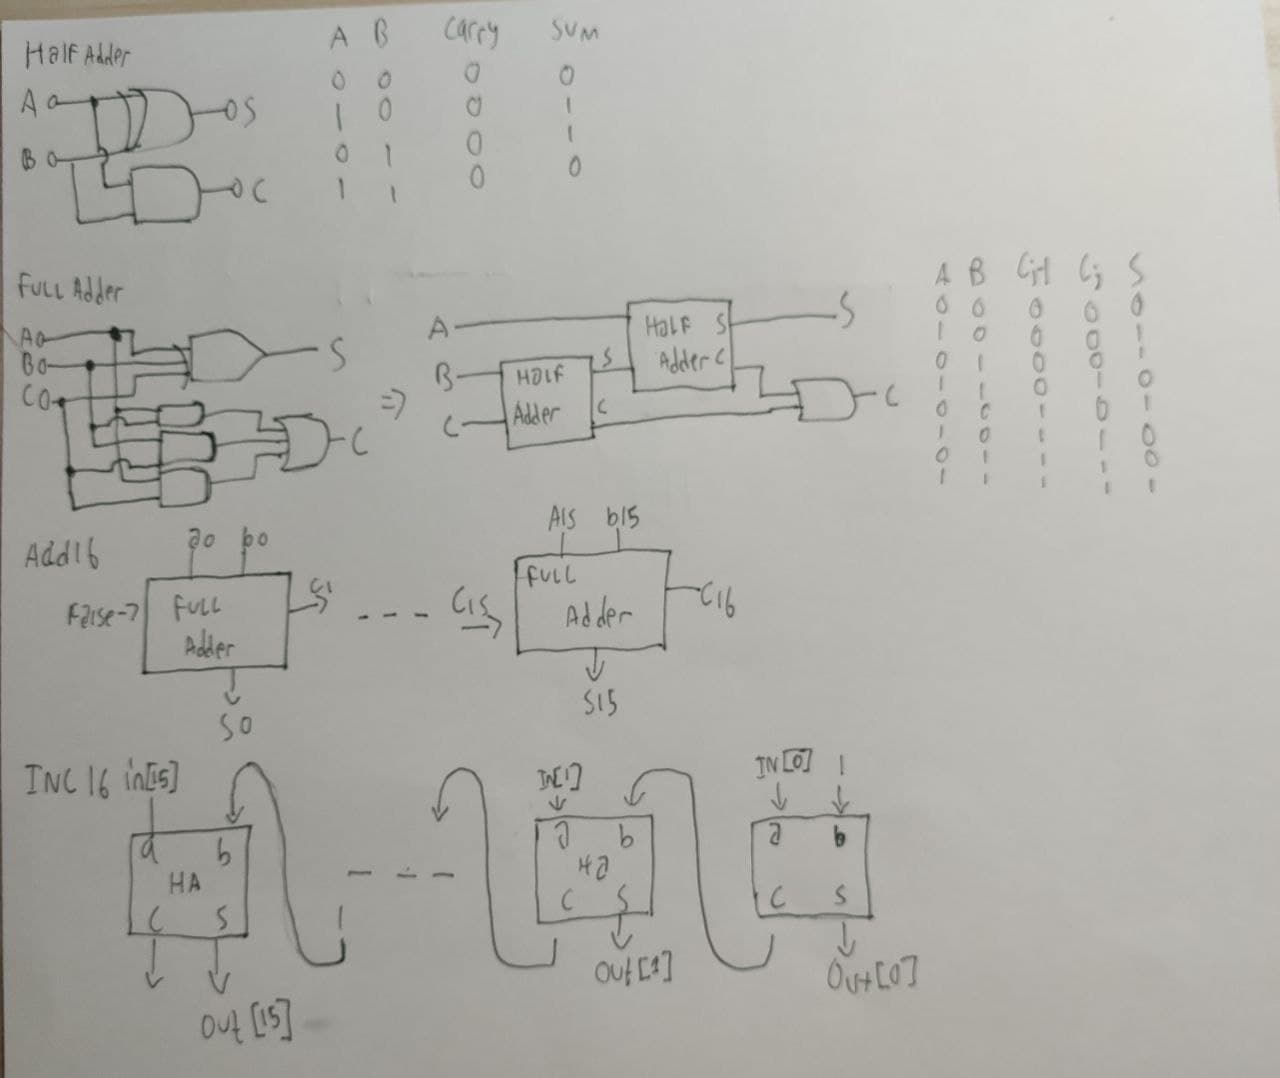 Half Adder
A B Carry SUM
0 0 0 0
1 0 0 1
0 1 0 1
1 1 0 0
A S
B C
FULL Adder
A B Ci+1 Ci S
0 0 0 0 0
1 0 0 0 1
0 1 0 0 1
1 1 0 1 0
0 0 1 0 1
1 0 1 1 0
0 1 1 1 0
1 1 1 1 1
A
B S
C
C
=>
A HALF S S
Adder C
B HALF S
C Adder C C
Add16
a0 b0
False-> FULL Adder C1
S0
- - -
A15 b15
C15 FULL Adder C16
S15
INC 16 in[15]
a b
HA
C S
Out [15]
- - -
IN[1]
a b
Ha
C S
Out [1]
IN[0] 1
a b
C S
Out[0]